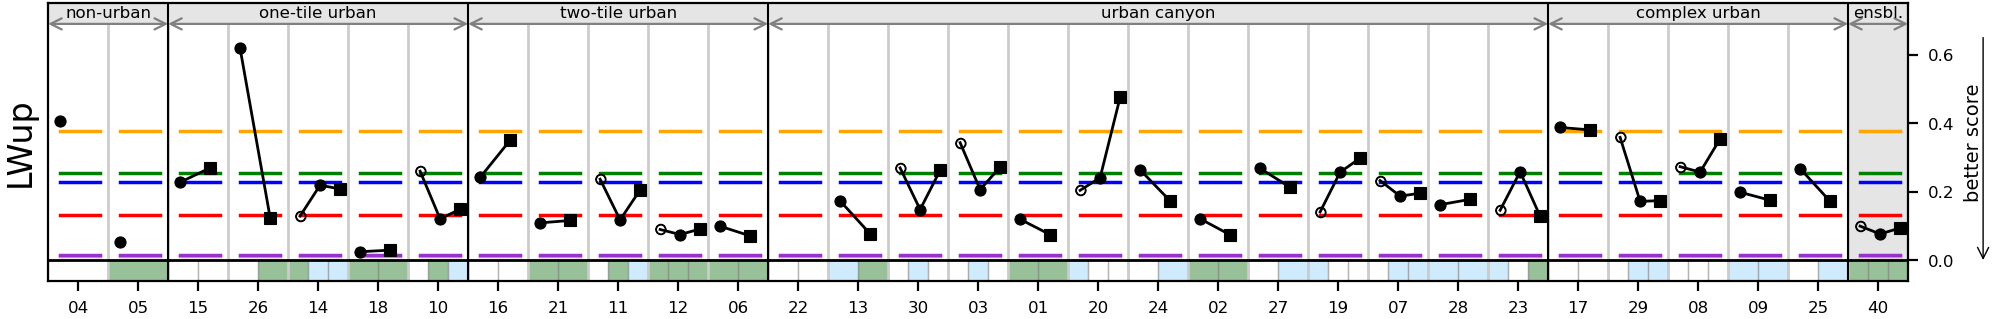 non-urban one-tile urban two-tile urban urban canyon complex urban ensbl.
LWup
0.6
0.4
0.2
0.0
better score
04 05 15 26 14 18 10 16 21 11 12 06 22 13 30 03 01 20 24 02 27 19 07 28 23 17 29 08 09 25 40